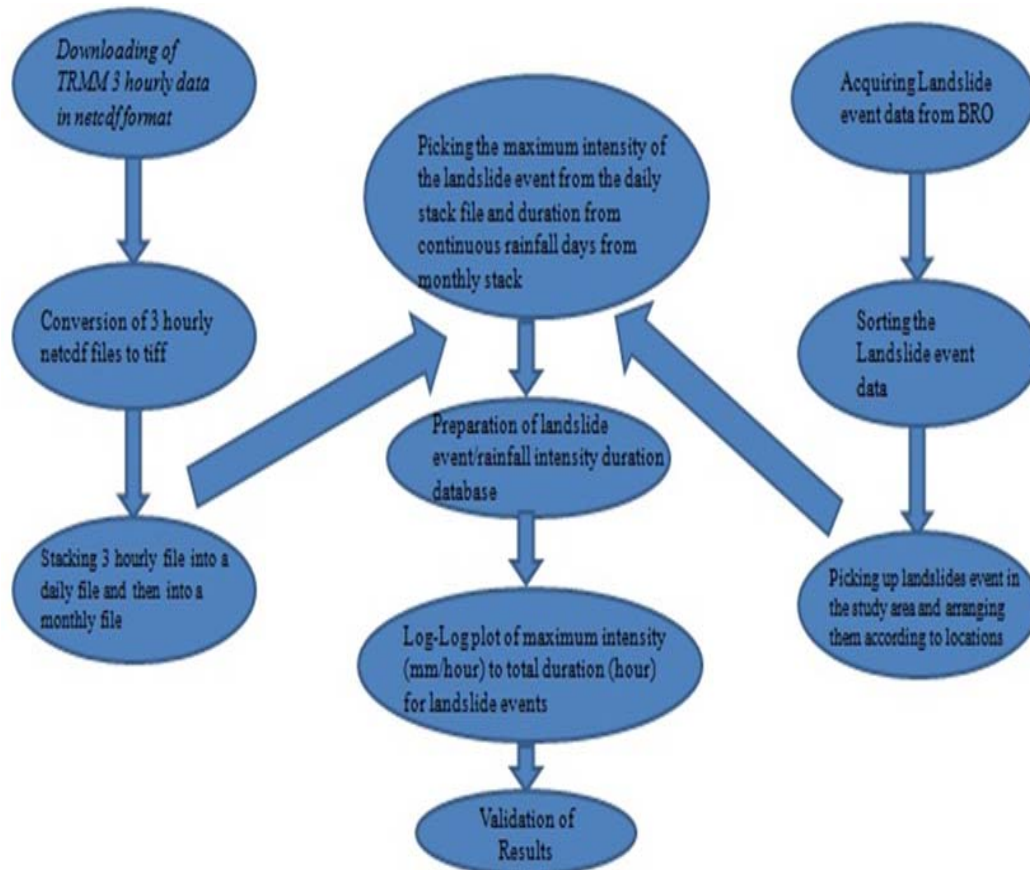 Downloading of
TRMM 3 hourly data
in netcdf format
Conversion of 3 hourly
netcdf files to tiff
Stacking 3 hourly file into a
daily file and then into a
monthly file
Picking the maximum intensity of
the landslide event from the daily
stack file and duration from
continuous rainfall days from
monthly stack
Preparation of landslide
event/rainfall intensity duration
database
Log-Log plot of maximum intensity
(mm/hour) to total duration (hour)
for landslide events
Validation of
Results
Acquiring Landslide
event data from BRO
Sorting the
Landslide event
data
Picking up landslides event in
the study area and arranging
them according to locations